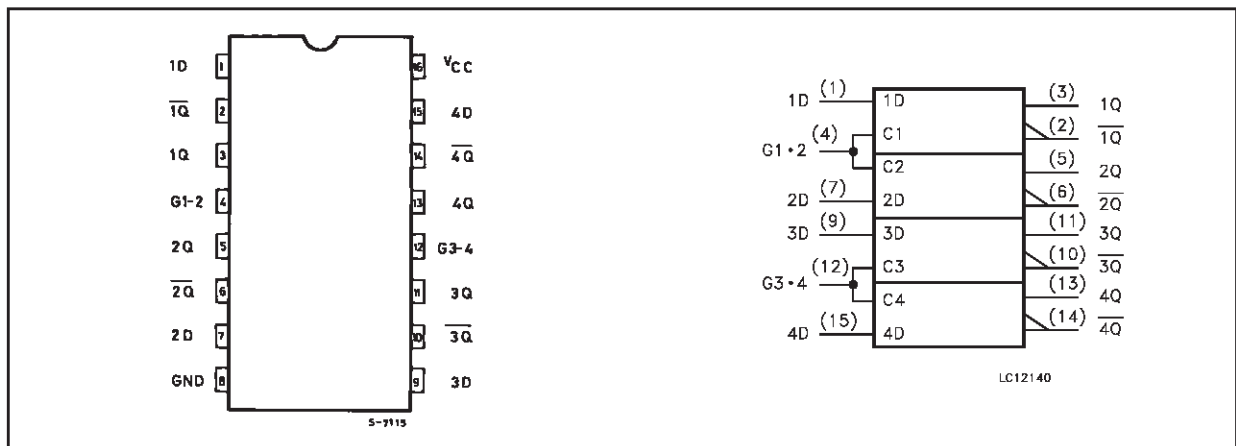 1D 1 16 VCC
1Q̅ 2 15 4D
1Q 3 14 4Q̅
G1-2 4 13 4Q
2Q 5 12 G3-4
2Q̅ 6 11 3Q
2D 7 10 3Q̅
GND 8 9 3D
S-7115
1D (1) 1D (3) 1Q
C1 (2) 1Q̅
G1•2 (4)
C2 (5) 2Q
2D (7) 2D (6) 2Q̅
3D (9) 3D (11) 3Q
C3 (10) 3Q̅
G3•4 (12)
C4 (13) 4Q
4D (15) 4D (14) 4Q̅
LC12140